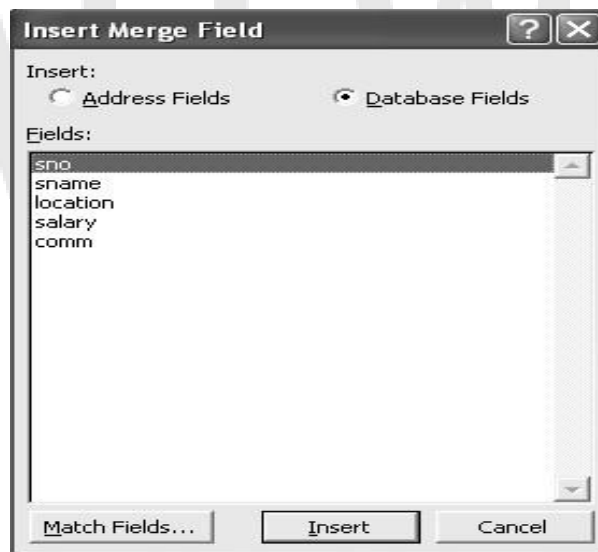 Insert Merge Field
Insert:
Address Fields Database Fields
Fields:
sno
sname
location
salary
comm
Match Fields... Insert Cancel